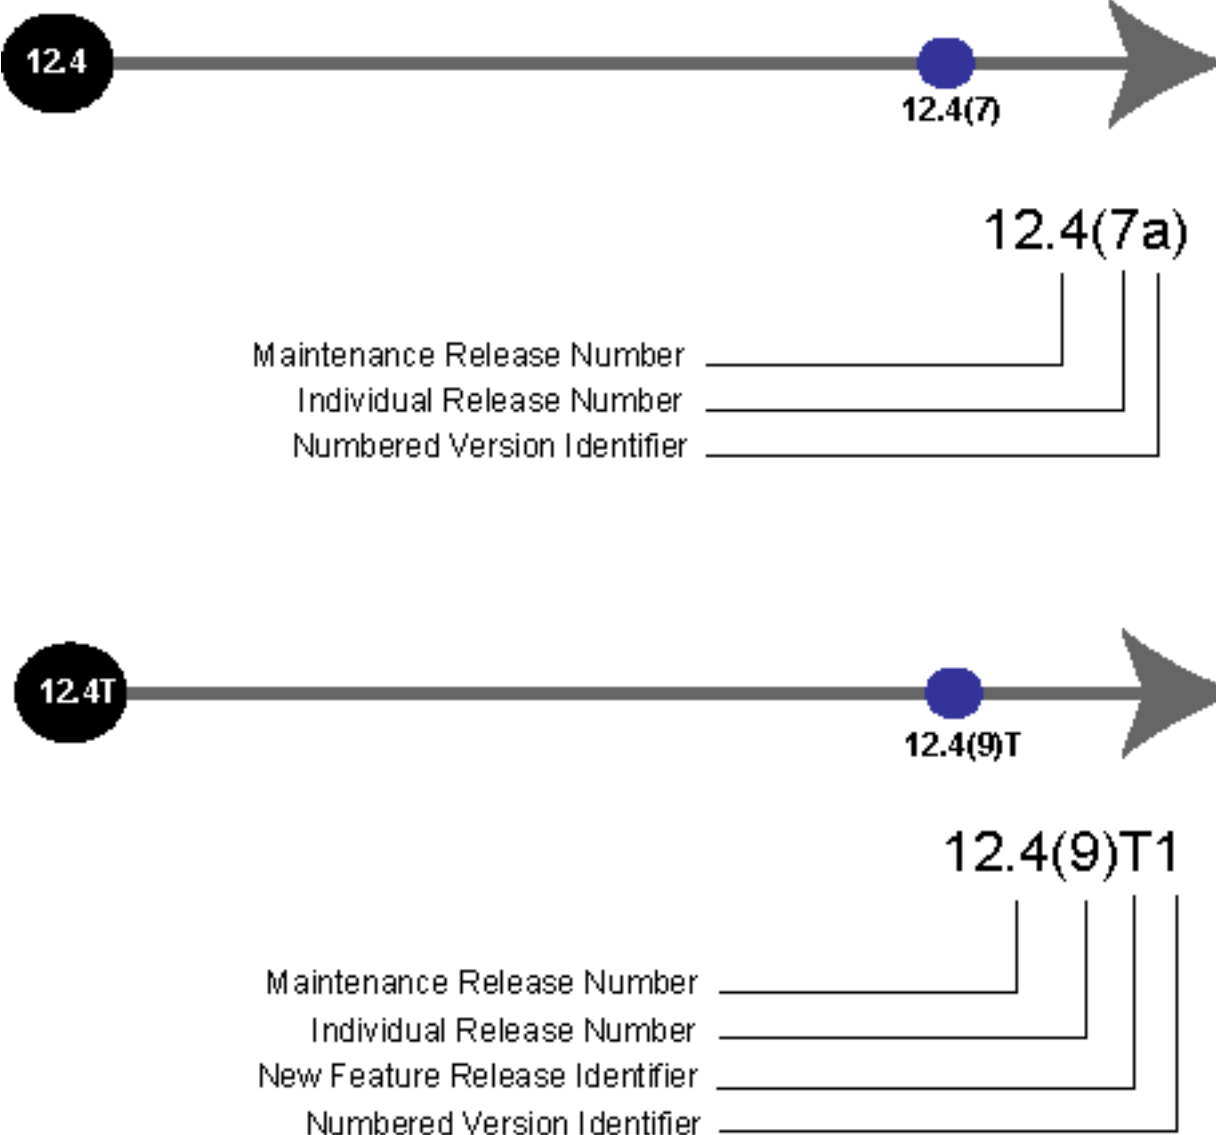 12.4
12.4(7)
12.4(7a)
Maintenance Release Number
Individual Release Number
Numbered Version Identifier
12.4T
12.4(9)T
12.4(9)T1
Maintenance Release Number
Individual Release Number
New Feature Release Identifier
Numbered Version Identifier